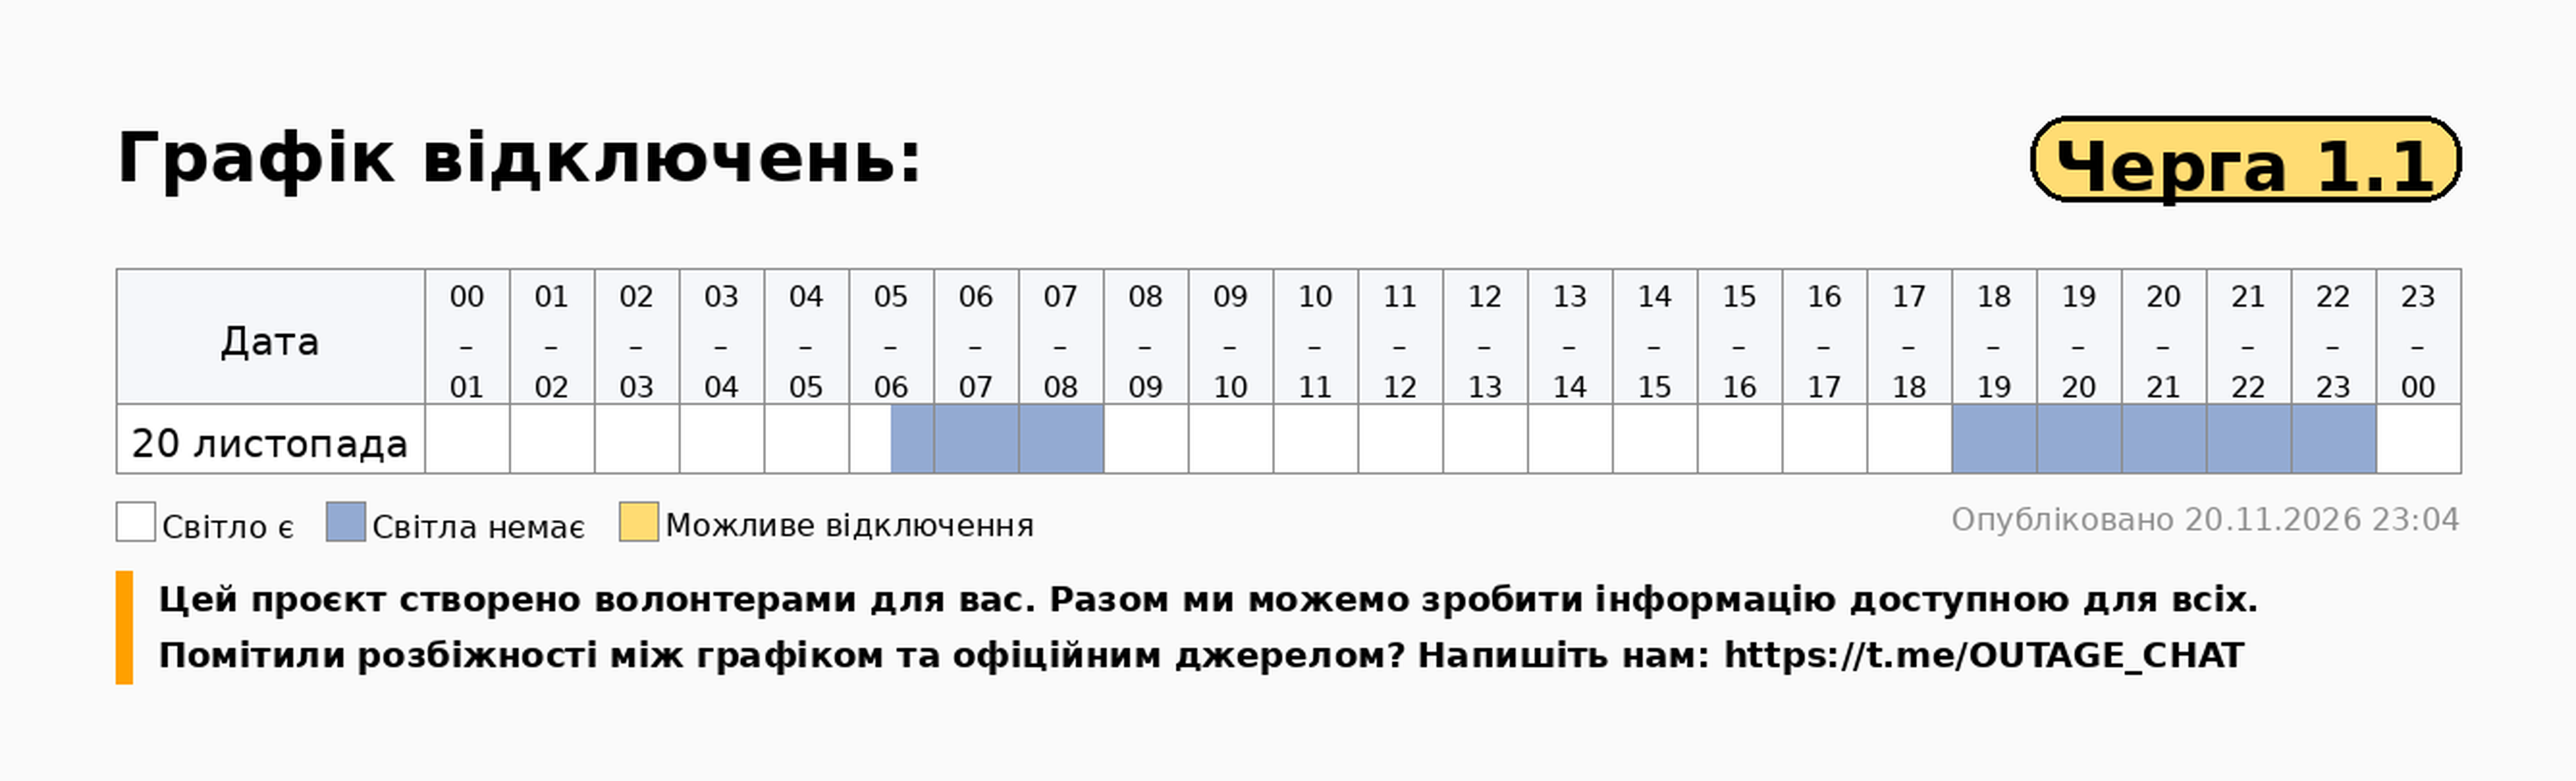 Графік відключень:
Черга 1.1
Дата
00 – 01
01 – 02
02 – 03
03 – 04
04 – 05
05 – 06
06 – 07
07 – 08
08 – 09
09 – 10
10 – 11
11 – 12
12 – 13
13 – 14
14 – 15
15 – 16
16 – 17
17 – 18
18 – 19
19 – 20
20 – 21
21 – 22
22 – 23
23 – 00
20 листопада
Світло є
Світла немає
Можливе відключення
Опубліковано 20.11.2026 23:04
Цей проєкт створено волонтерами для вас. Разом ми можемо зробити інформацію доступною для всіх.
Помітили розбіжності між графіком та офіційним джерелом? Напишіть нам: https://t.me/OUTAGE_CHAT